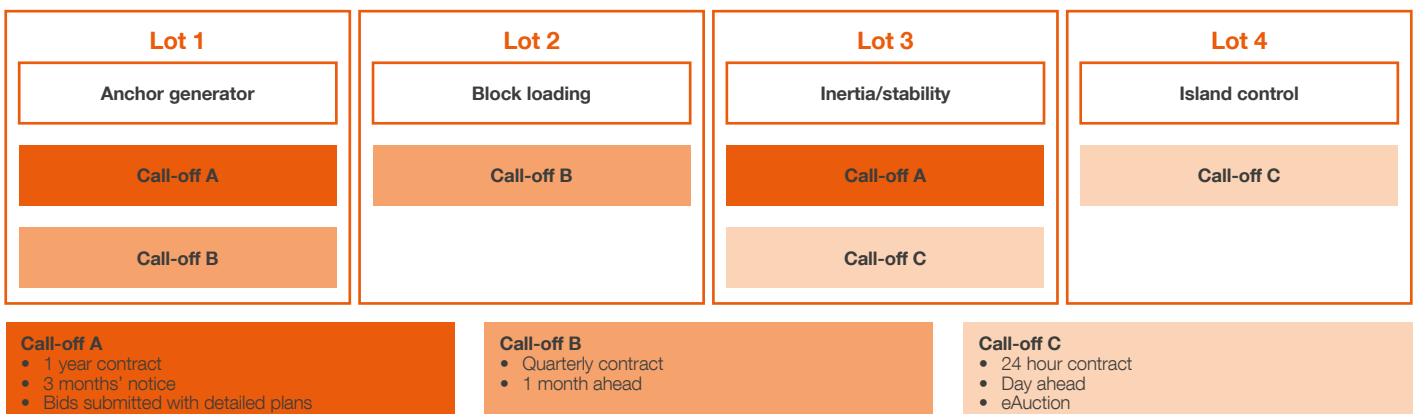 Lot 1
Anchor generator
Call-off A
Call-off B
Lot 2
Block loading
Call-off B
Lot 3
Inertia/stability
Call-off A
Call-off C
Lot 4
Island control
Call-off C
Call-off A
• 1 year contract
• 3 months’ notice
• Bids submitted with detailed plans
Call-off B
• Quarterly contract
• 1 month ahead
Call-off C
• 24 hour contract
• Day ahead
• eAuction